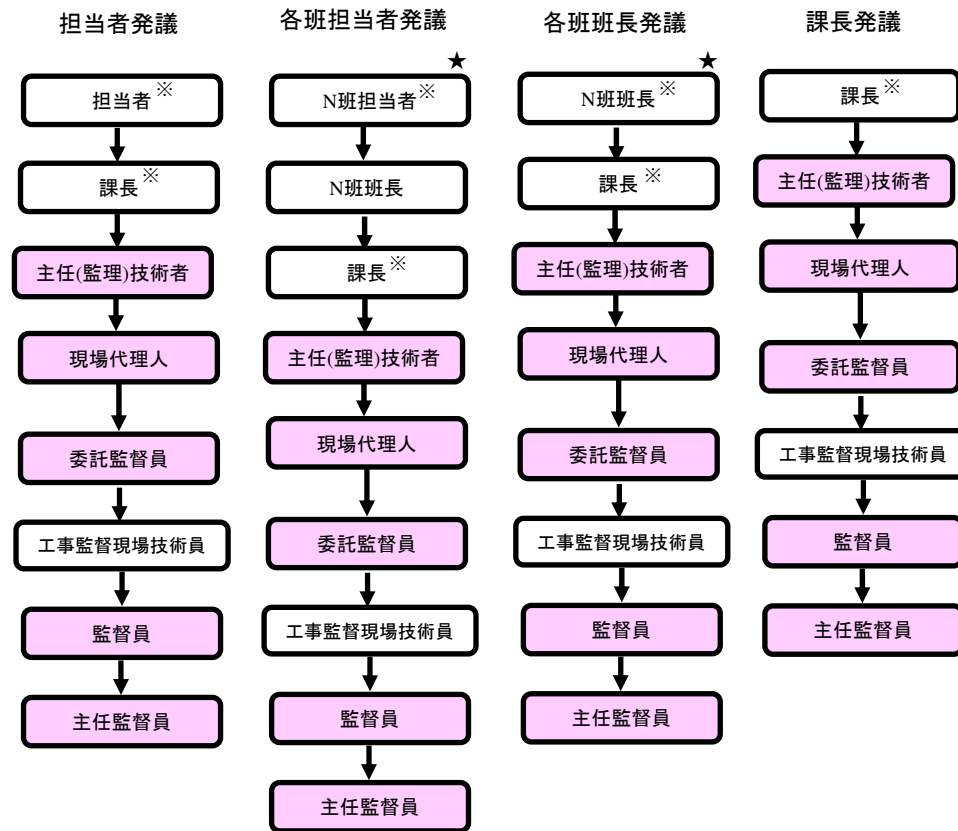 担当者発議
担当者※
課長※
主任(監理)技術者
現場代理人
委託監督員
工事監督現場技術員
監督員
主任監督員
各班担当者発議
★
N班担当者※
N班班長
課長※
主任(監理)技術者
現場代理人
委託監督員
工事監督現場技術員
監督員
主任監督員
各班班長発議
★
N班班長※
課長※
主任(監理)技術者
現場代理人
委託監督員
工事監督現場技術員
監督員
主任監督員
課長発議
課長※
主任(監理)技術者
現場代理人
委託監督員
工事監督現場技術員
監督員
主任監督員